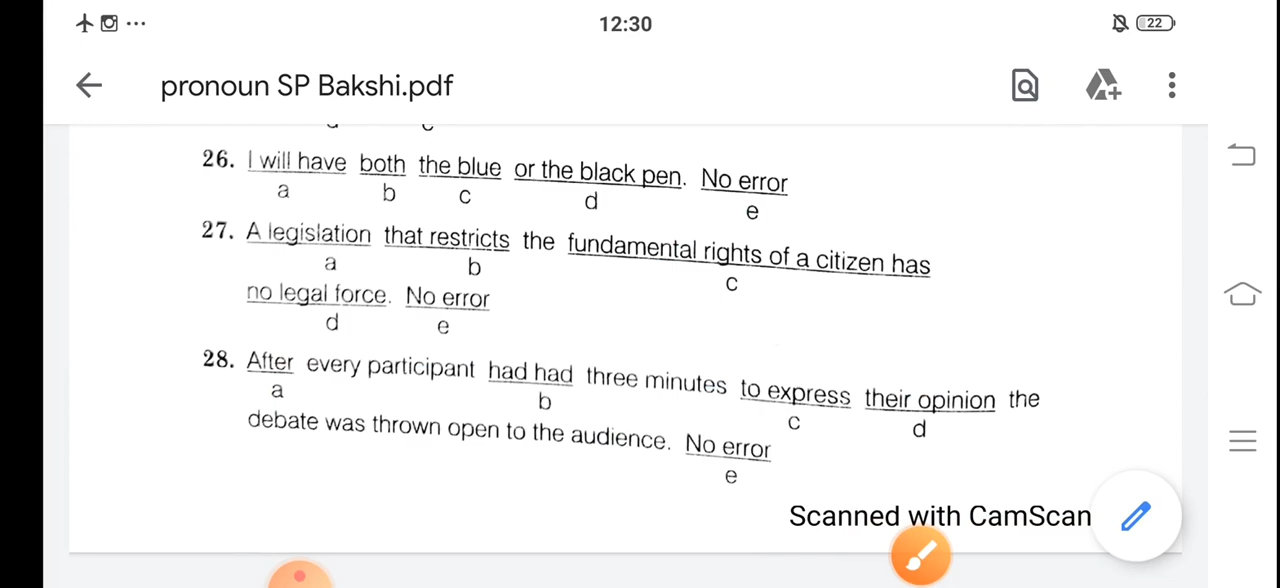 12:30
22
pronoun SP Bakshi.pdf
26. I will have both the blue or the black pen. No error
a b c d e
27. A legislation that restricts the fundamental rights of a citizen has
a b c
no legal force. No error
d e
28. After every participant had had three minutes to express their opinion the
a b c d
debate was thrown open to the audience. No error
e
Scanned with CamScan